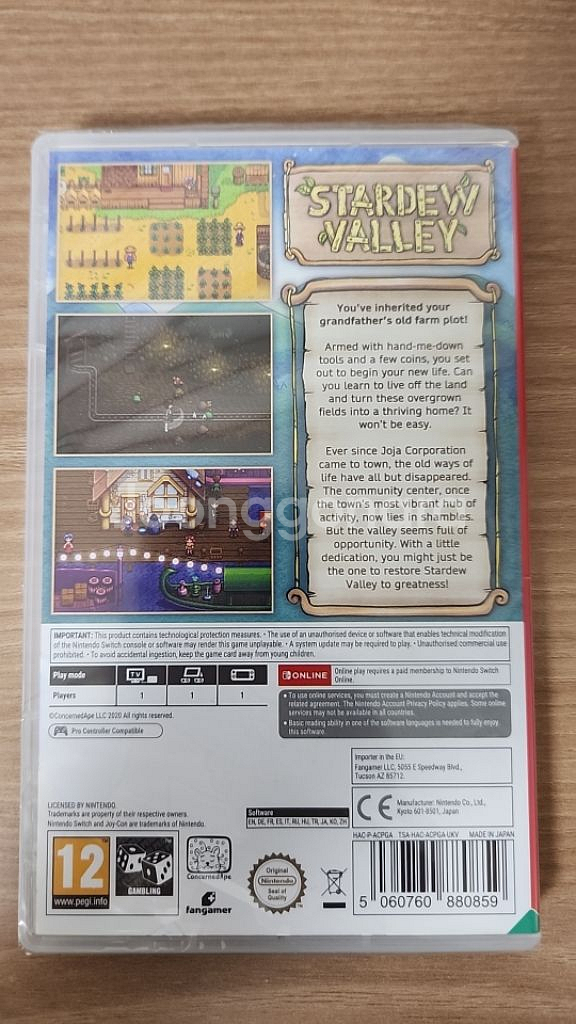 STARDEW
VALLEY
You've inherited your
grandfather's old farm plot!
Armed with hand-me-down
tools and a few coins, you set
out to begin your new life. Can
you learn to live off the land
and turn these overgrown
fields into a thriving home? It
won't be easy.
Ever since Joja Corporation
came to town, the old ways of
life have all but disappeared.
The community center, once
the town's most vibrant hub of
activity, now lies in shambles.
But the valley seems full of
opportunity. With a little
dedication, you might just be
the one to restore Stardew
Valley to greatness!
IMPORTANT: This product contains technological protection measures. • The use of an unauthorised device or software that enables technical modification
of the Nintendo Switch console or software may render this game unplayable. • A system update may be required to play. • Unauthorised commercial use
prohibited. • To avoid accidental ingestion, keep the game card away from young children.
Play mode TV
Players 1 1 1
ONLINE Online play requires a paid membership to Nintendo Switch
Online.
• To use online services, you must create a Nintendo Account and accept the
related agreement. The Nintendo Account Privacy Policy applies. Some online
services may not be available in all countries.
• Basic reading ability in one of the software languages is needed to fully enjoy
this software.
©ConcernedApe LLC 2020 All rights reserved.
Pro Controller Compatible
Importer in the EU:
Fangamer LLC, 5055 E Speedway Blvd.,
Tucson AZ 85712.
CE Manufacturer: Nintendo Co., Ltd.,
Kyoto 601-8501, Japan
LICENSED BY NINTENDO.
Trademarks are property of their respective owners.
Nintendo Switch and Joy-Con are trademarks of Nintendo.
Software
EN, DE, FR, ES, IT, RU, HU, TR, JA, KO, ZH
HAC-P-ACPGA TSA-HAC-ACPGA-UKV MADE IN JAPAN
12
www.pegi.info
GAMBLING
ConcernedApe
fangamer
Original
Nintendo
Seal of
Quality
5 060760 880859